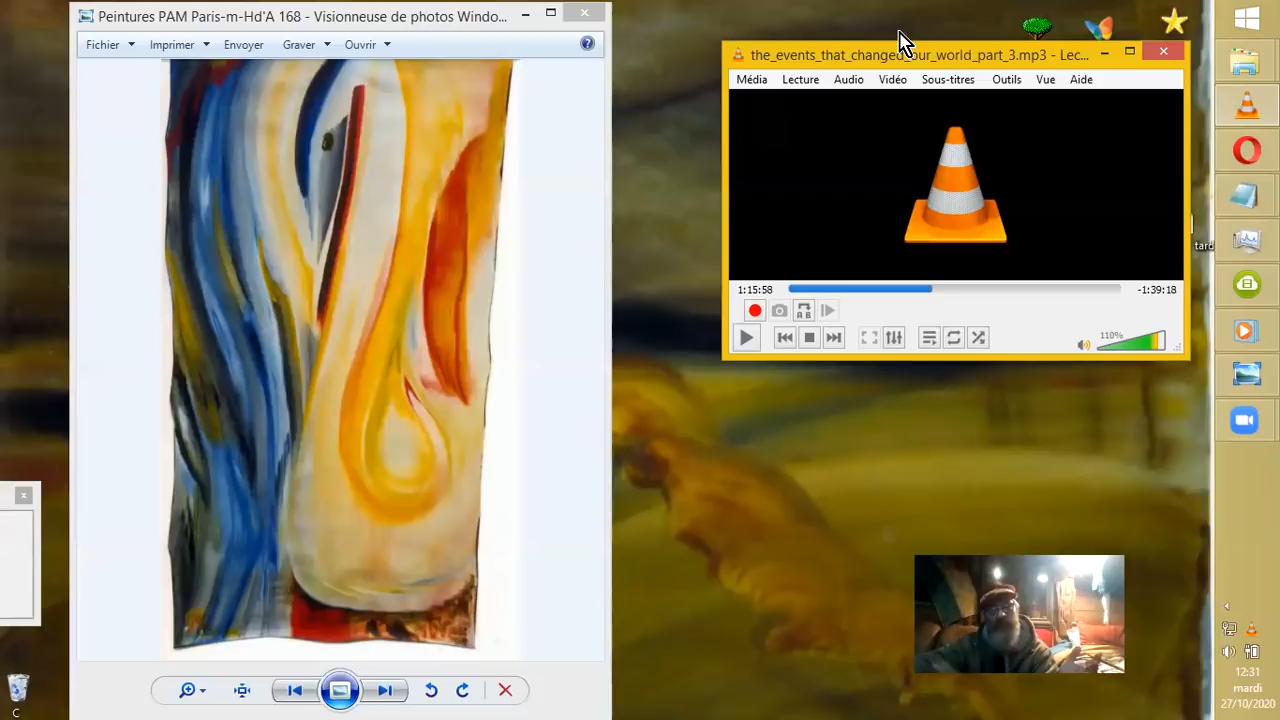 Peintures PAM Paris-m-Hd'A 168 - Visionneuse de photos Windo...
Fichier Imprimer Envoyer Graver Ouvrir
the_events_that_changed_our_world_part_3.mp3 - Lec...
Média Lecture Audio Vidéo Sous-titres Outils Vue Aide
1:15:58 -1:39:18
A B
110%
tard
C
12:31
mardi
27/10/2020